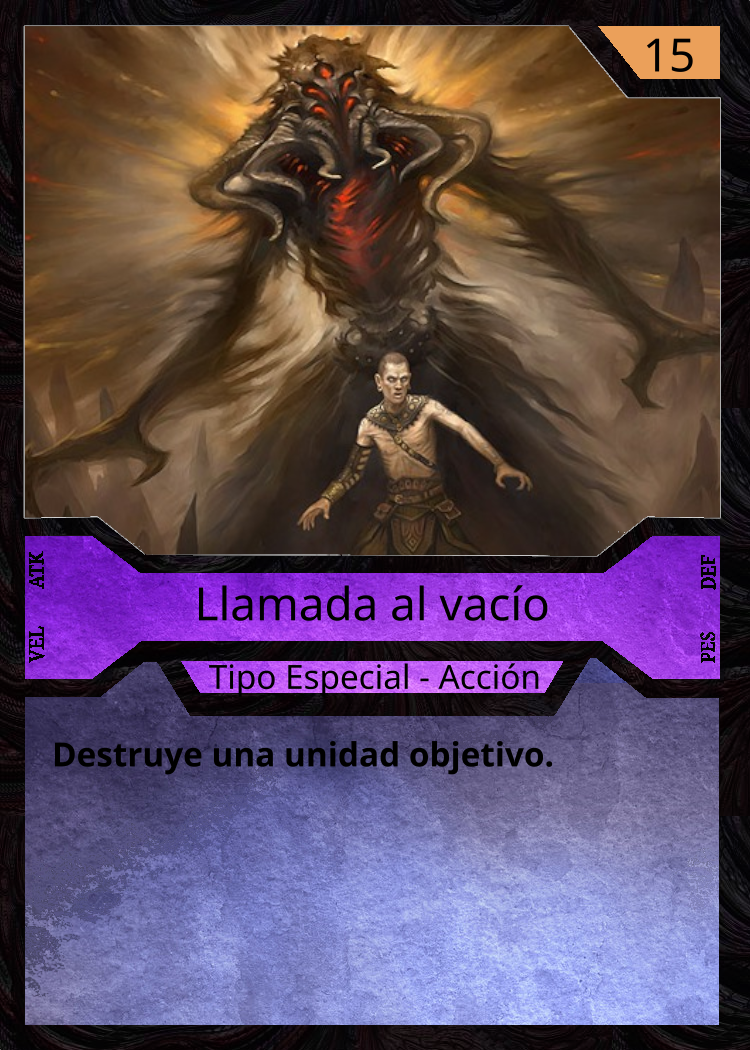 15
ATK
DEF
Llamada al vacío
VEL
PES
Tipo Especial - Acción
Destruye una unidad objetivo.